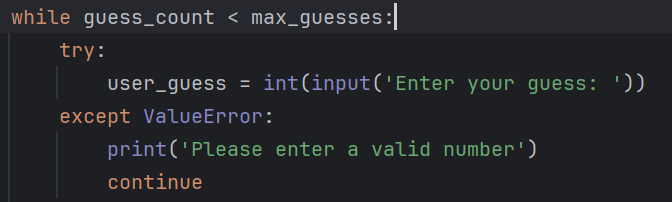 while guess_count < max_guesses:
    try:
        user_guess = int(input('Enter your guess: '))
    except ValueError:
        print('Please enter a valid number')
        continue